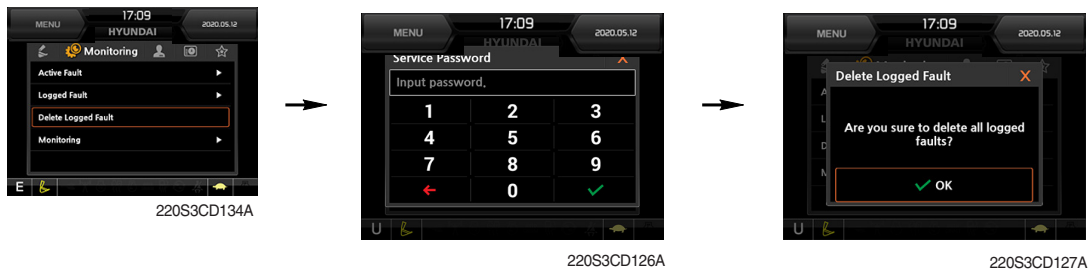 MENU
17:09
HYUNDAI
2020.05.12
Monitoring
Active Fault
Logged Fault
Delete Logged Fault
Monitoring
E
220S3CD134A
MENU
17:09
HYUNDAI
2020.05.12
Service Password
X
Input password.
1 2 3
4 5 6
7 8 9
0
U
220S3CD126A
MENU
17:09
HYUNDAI
2020.05.12
Delete Logged Fault X
A
L
D
M
Are you sure to delete all logged
faults?
OK
U
220S3CD127A